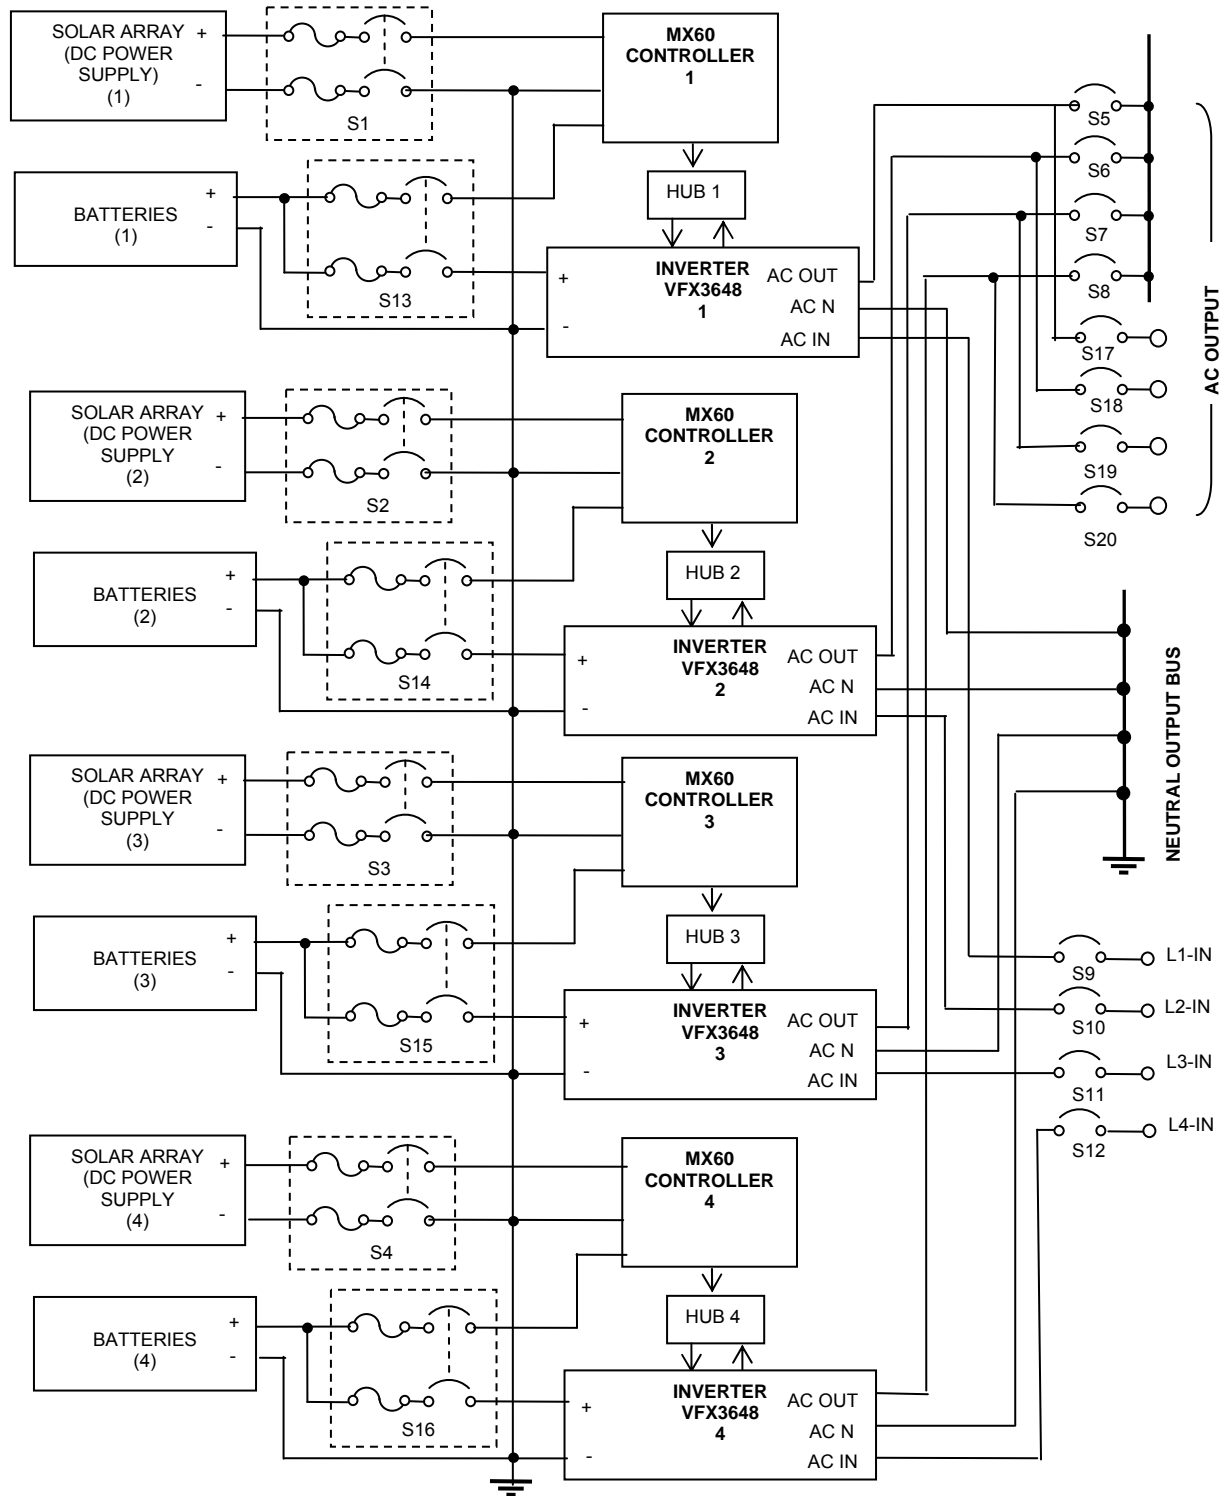 SOLAR ARRAY +
(DC POWER
SUPPLY) -
(1)
S1
MX60
CONTROLLER
1
BATTERIES
(1)
+
-
S13
HUB 1
INVERTER
VFX3648
1
+
-
AC OUT
AC N
AC IN
SOLAR ARRAY +
(DC POWER
SUPPLY -
(2)
S2
MX60
CONTROLLER
2
BATTERIES
(2)
+
-
S14
HUB 2
INVERTER
VFX3648
2
+
-
AC OUT
AC N
AC IN
SOLAR ARRAY +
(DC POWER
SUPPLY -
(3)
S3
MX60
CONTROLLER
3
BATTERIES
(3)
+
-
S15
HUB 3
INVERTER
VFX3648
3
+
-
AC OUT
AC N
AC IN
SOLAR ARRAY +
(DC POWER
SUPPLY -
(4)
S4
MX60
CONTROLLER
4
BATTERIES
(4)
+
-
S16
HUB 4
INVERTER
VFX3648
4
+
-
AC OUT
AC N
AC IN
S5
S6
S7
S8
S17
S18
S19
S20
AC OUTPUT
NEUTRAL OUTPUT BUS
S9 L1-IN
S10 L2-IN
S11 L3-IN
S12 L4-IN